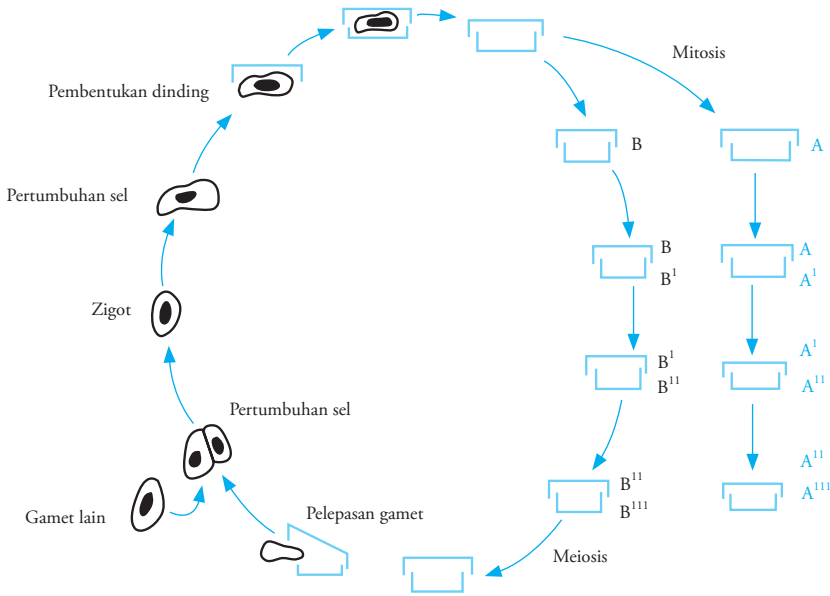 Mitosis
Pembentukan dinding
B
A
Pertumbuhan sel
B
B¹
A
A¹
Zigot
B¹
B¹¹
A¹
A¹¹
Pertumbuhan sel
B¹¹
B¹¹¹
A¹¹
A¹¹¹
Gamet lain
Pelepasan gamet
Meiosis